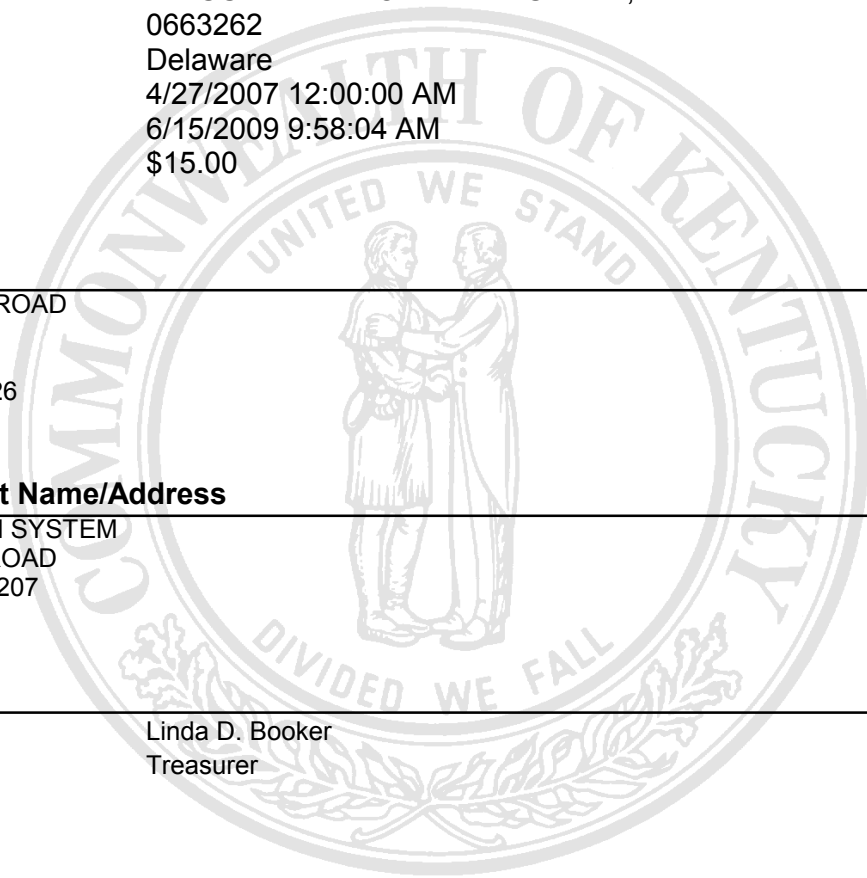 0663262
Delaware
4/27/2007 12:00:00 AM
6/15/2009 9:58:04 AM
$15.00
ROAD
26
t Name/Address
SYSTEM
ROAD
207
Linda D. Booker
Treasurer
COMMONWEALTH OF KENTUCKY
UNITED WE STAND
DIVIDED WE FALL